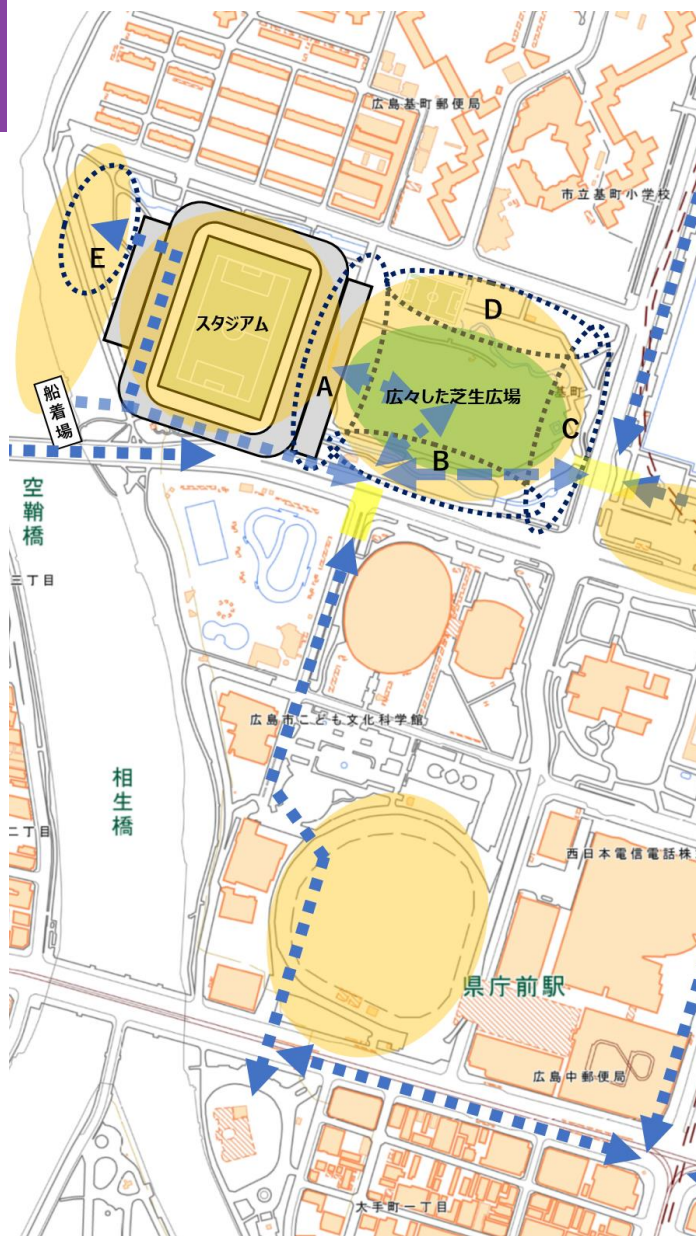 広島基町郵便局
市立基町小学校
E
D
スタジアム
A
広々した芝生広場
基町
C
船着場
B
空鞘橋
三丁目
広島市こども文化科学館
相生橋
二丁目
西日本電信電話株
県庁前駅
広島中郵便局
大手町一丁目